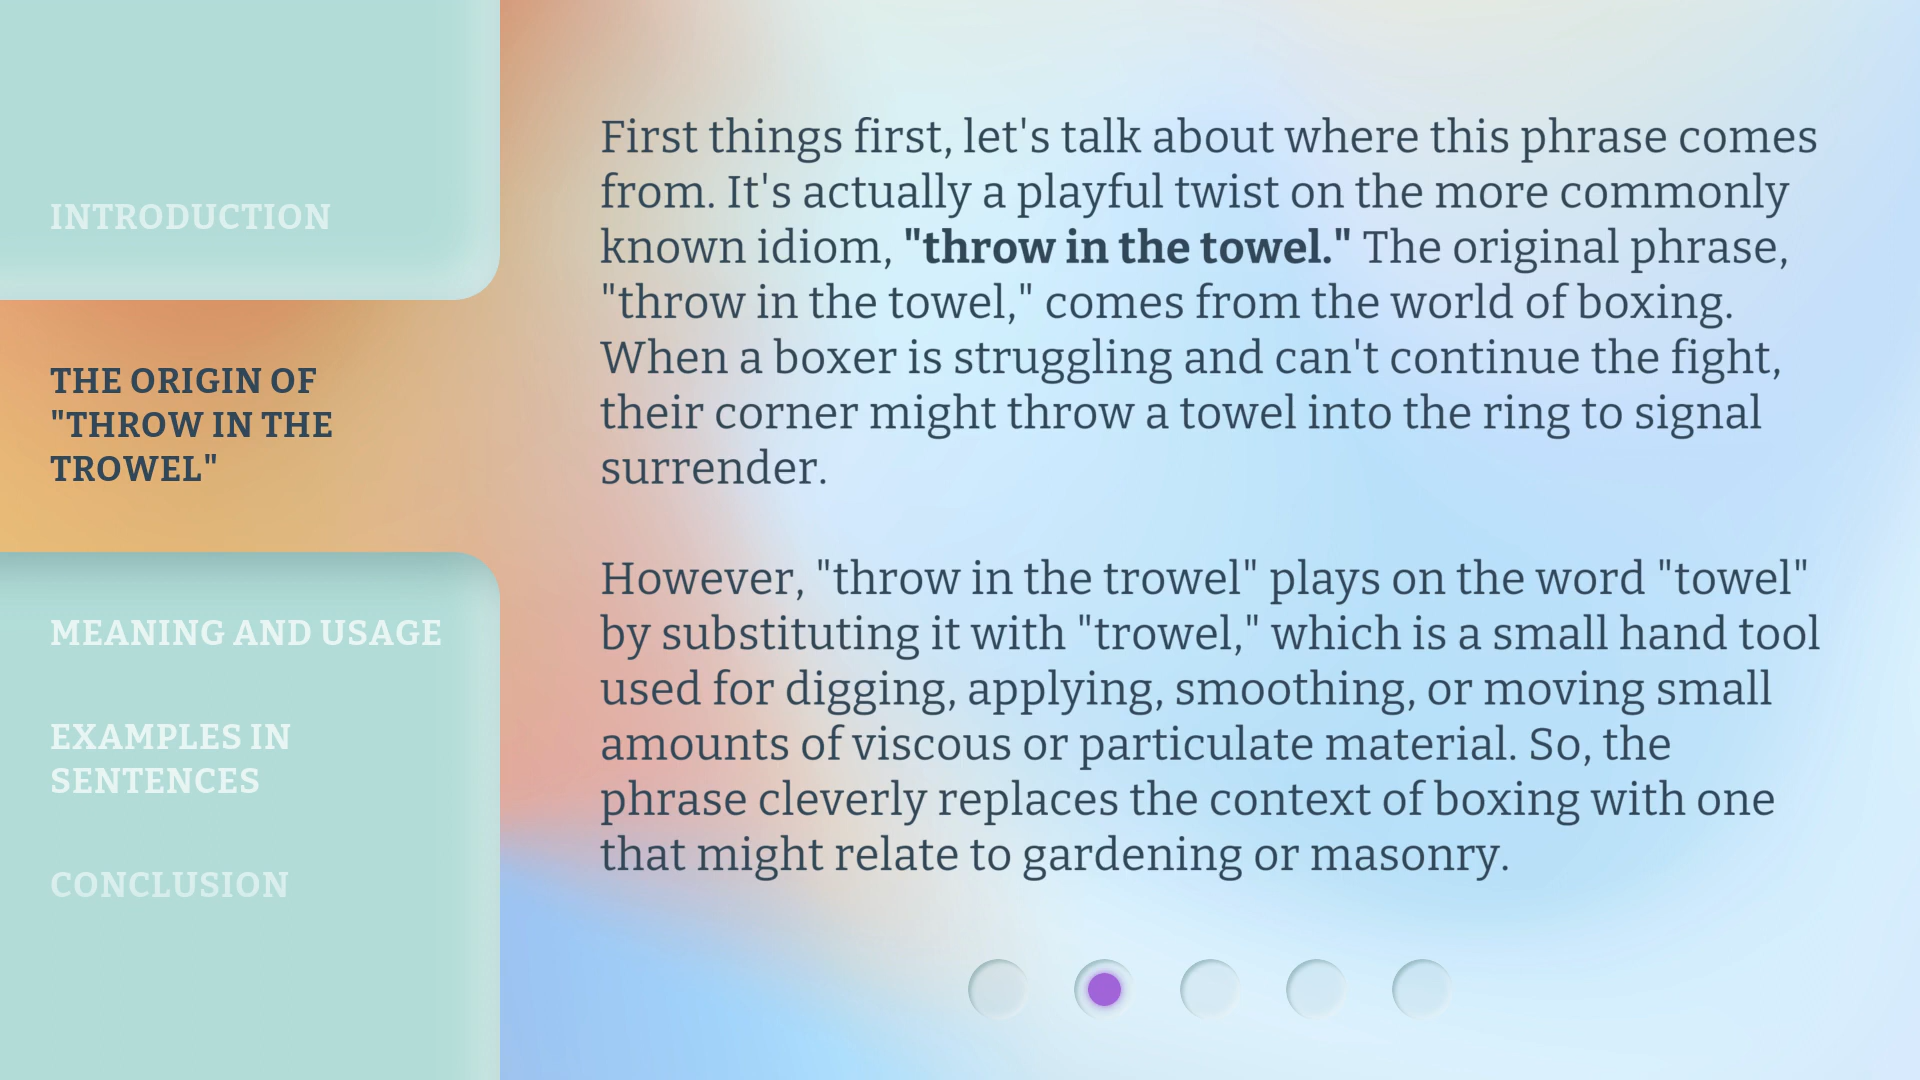 INTRODUCTION
THE ORIGIN OF
"THROW IN THE
TROWEL"
MEANING AND USAGE
EXAMPLES IN
SENTENCES
CONCLUSION
First things first, let's talk about where this phrase comes
from. It's actually a playful twist on the more commonly
known idiom, "throw in the towel." The original phrase,
"throw in the towel," comes from the world of boxing.
When a boxer is struggling and can't continue the fight,
their corner might throw a towel into the ring to signal
surrender.
However, "throw in the trowel" plays on the word "towel"
by substituting it with "trowel," which is a small hand tool
used for digging, applying, smoothing, or moving small
amounts of viscous or particulate material. So, the
phrase cleverly replaces the context of boxing with one
that might relate to gardening or masonry.